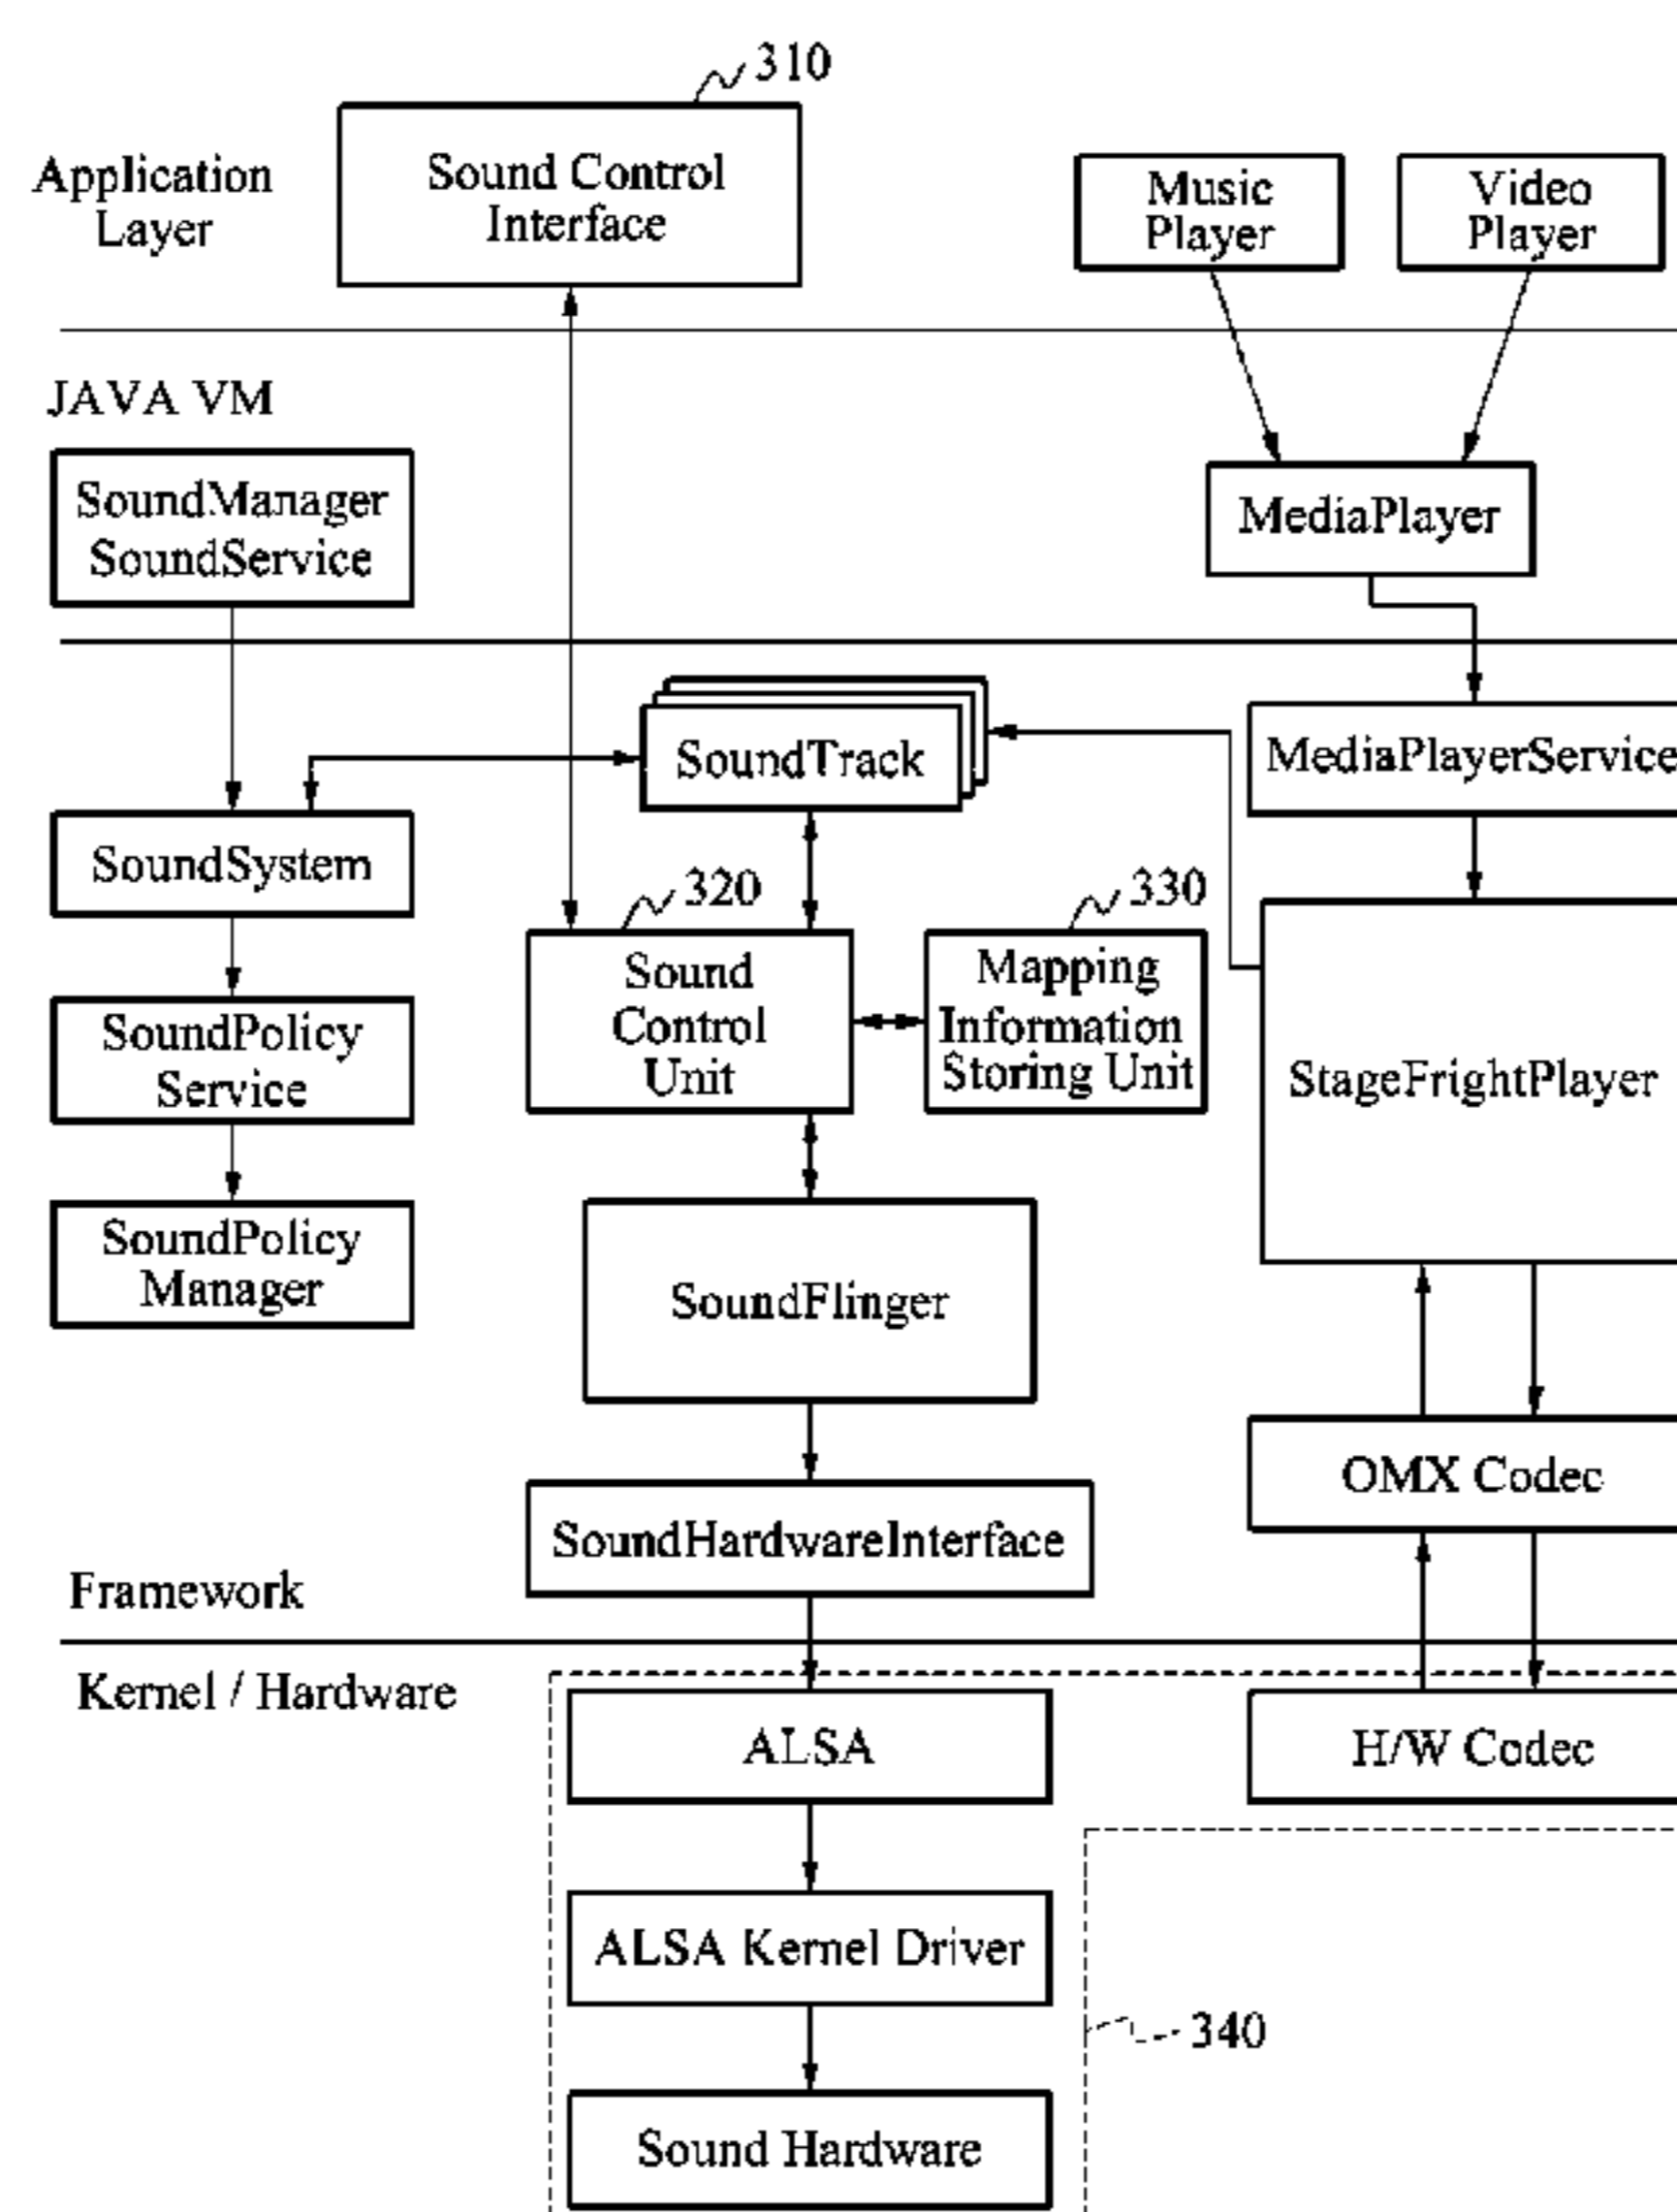 310
Application
Layer
Sound Control
Interface
Music
Player
Video
Player
JAVA VM
SoundManager
SoundService
MediaPlayer
SoundTrack
MediaPlayerService
SoundSystem
320
330
Sound
Control
Unit
Mapping
Information
Storing Unit
StageFrightPlayer
SoundPolicy
Service
SoundPolicy
Manager
SoundFlinger
OMX Codec
SoundHardwareInterface
Framework
Kernel / Hardware
ALSA
H/W Codec
ALSA Kernel Driver
340
Sound Hardware